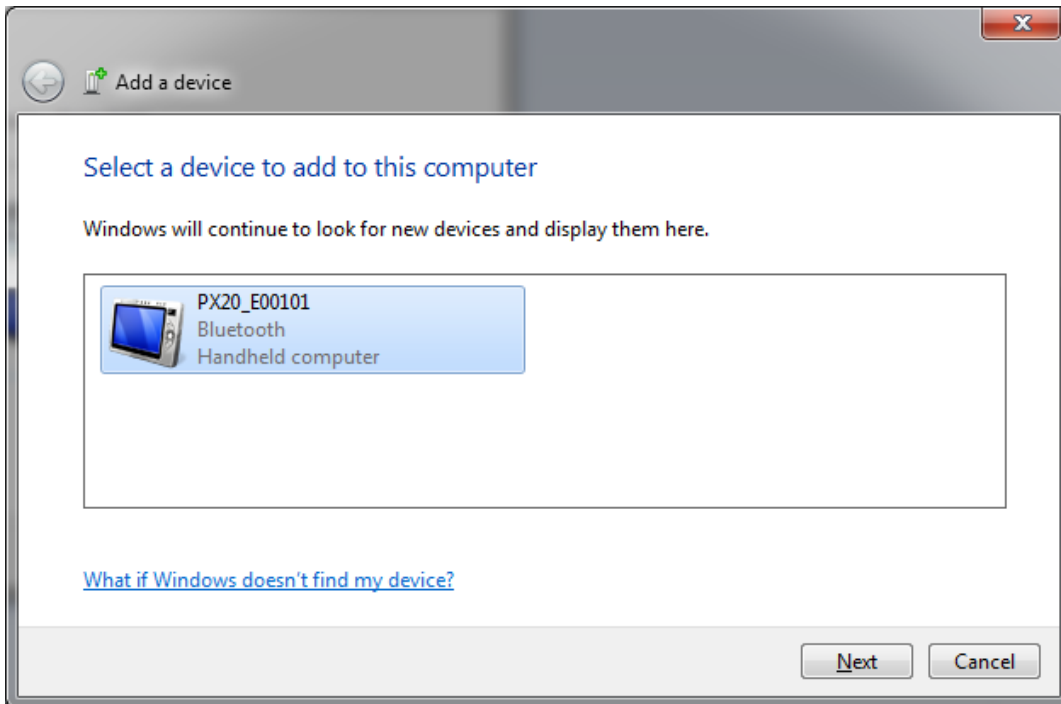 Add a device
Select a device to add to this computer
Windows will continue to look for new devices and display them here.
PX20_E00101
Bluetooth
Handheld computer
What if Windows doesn't find my device?
Next
Cancel